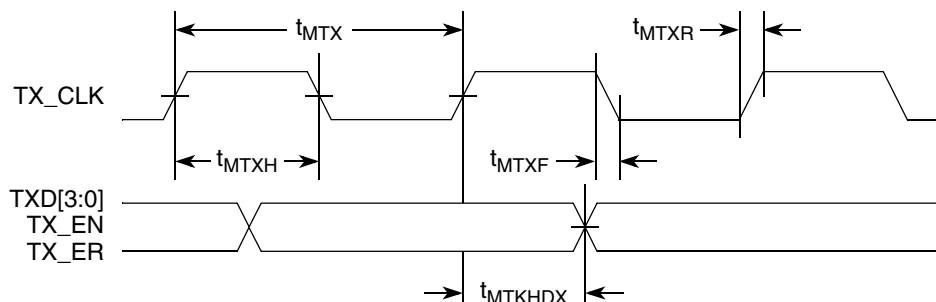 tMTX
tMTXR
TX_CLK
tMTXH
tMTXF
TXD[3:0]
TX_EN
TX_ER
tMTKHDX